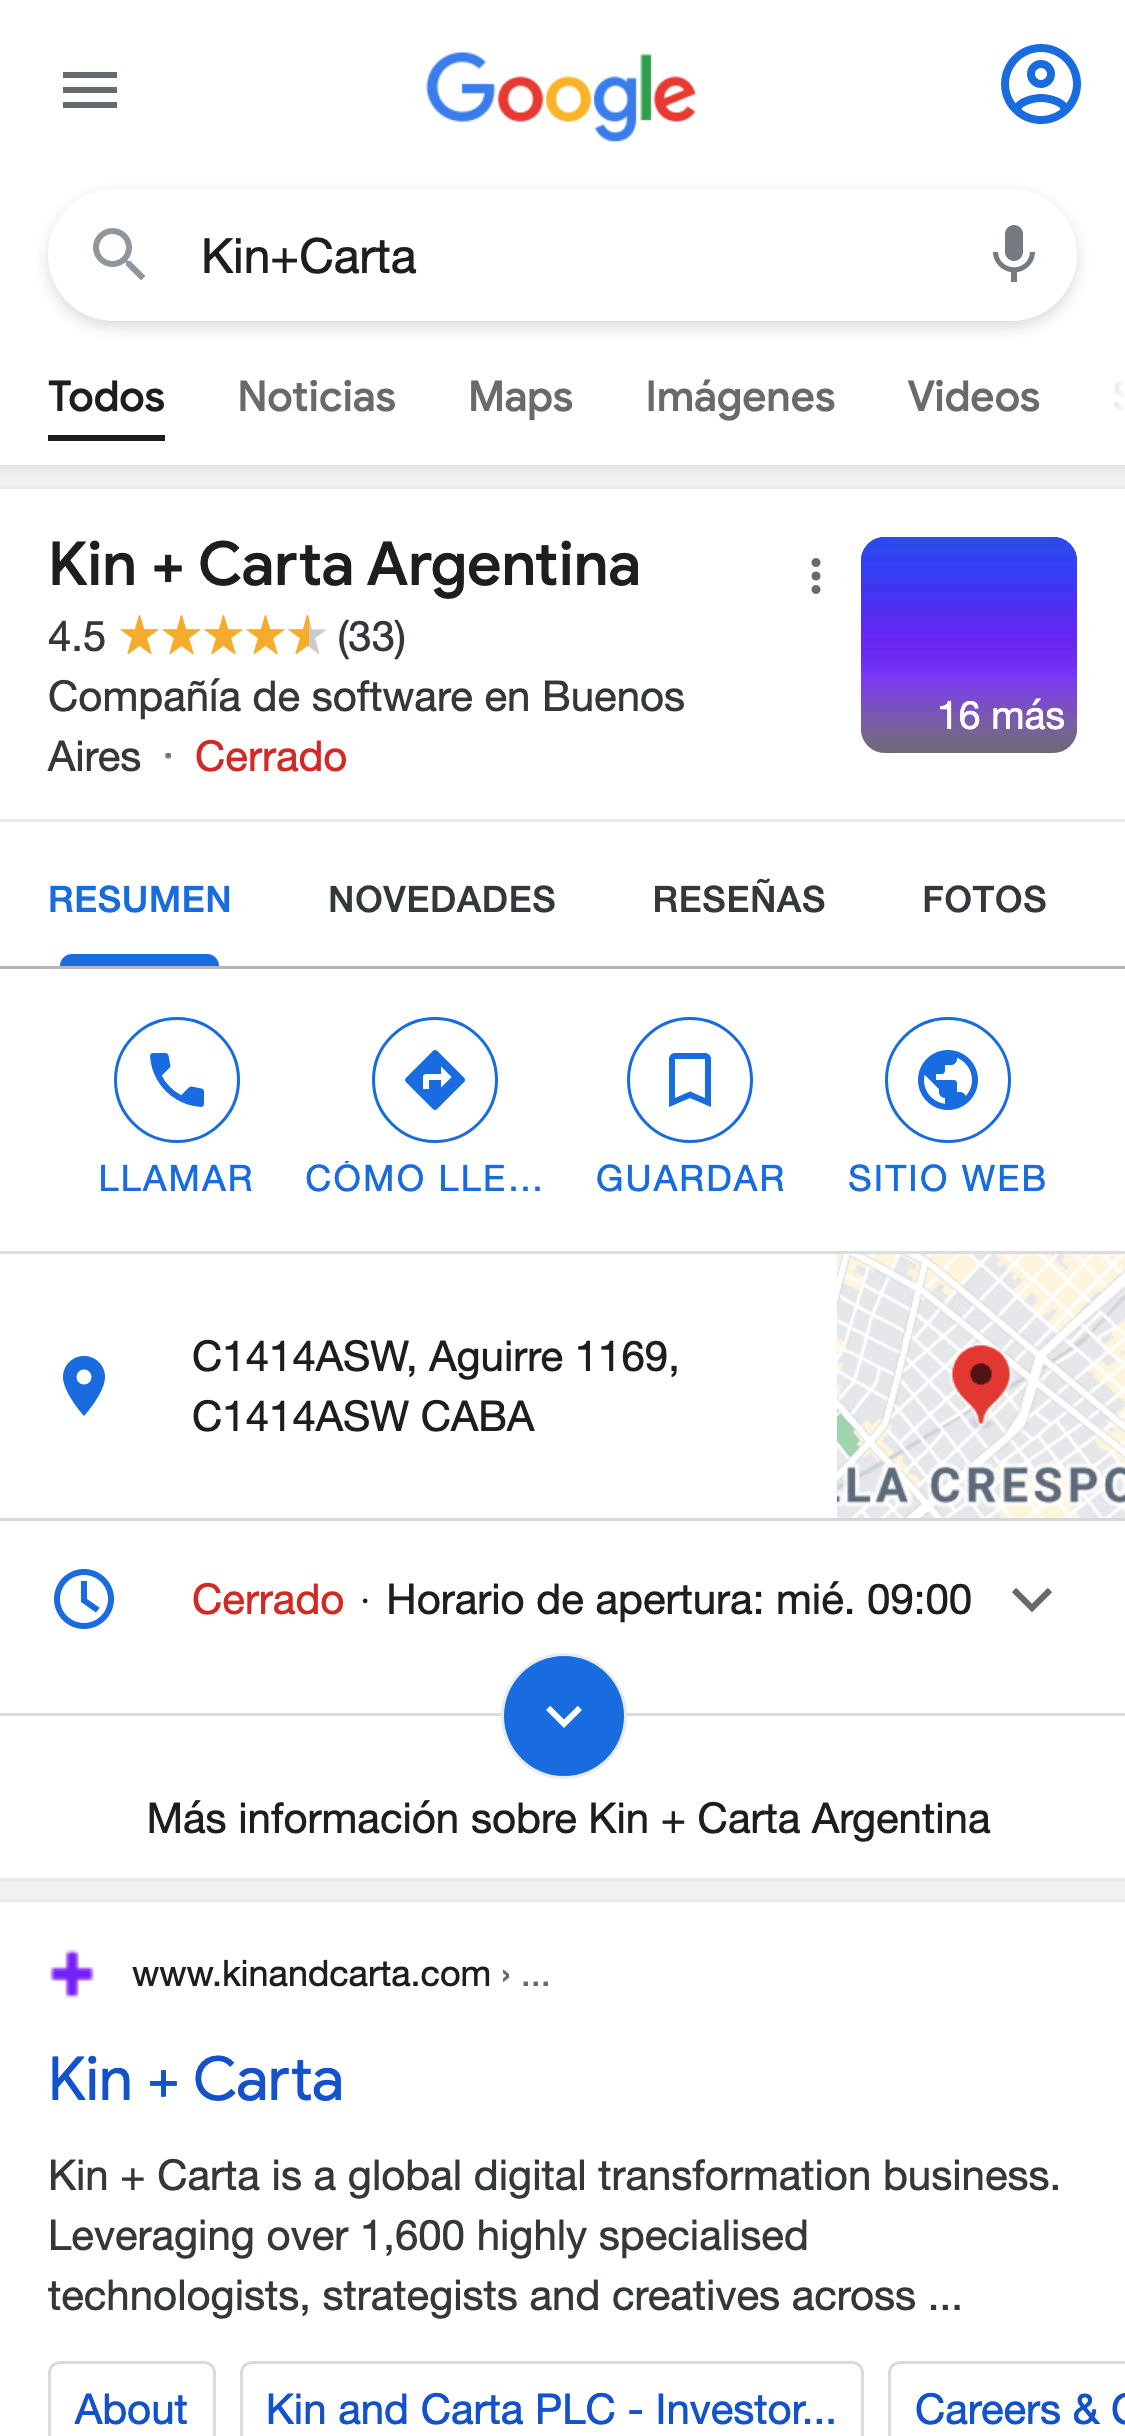 Google
Kin+Carta
Todos Noticias Maps Imágenes Videos
Kin + Carta Argentina
4.5 (33)
Compañía de software en Buenos
Aires · Cerrado
16 más
RESUMEN NOVEDADES RESEÑAS FOTOS
LLAMAR CÓMO LLE... GUARDAR SITIO WEB
C1414ASW, Aguirre 1169,
C1414ASW CABA
LA CRESPO
Cerrado · Horario de apertura: mié. 09:00
Más información sobre Kin + Carta Argentina
www.kinandcarta.com › ...
Kin + Carta
Kin + Carta is a global digital transformation business.
Leveraging over 1,600 highly specialised
technologists, strategists and creatives across ...
About Kin and Carta PLC - Investor... Careers &